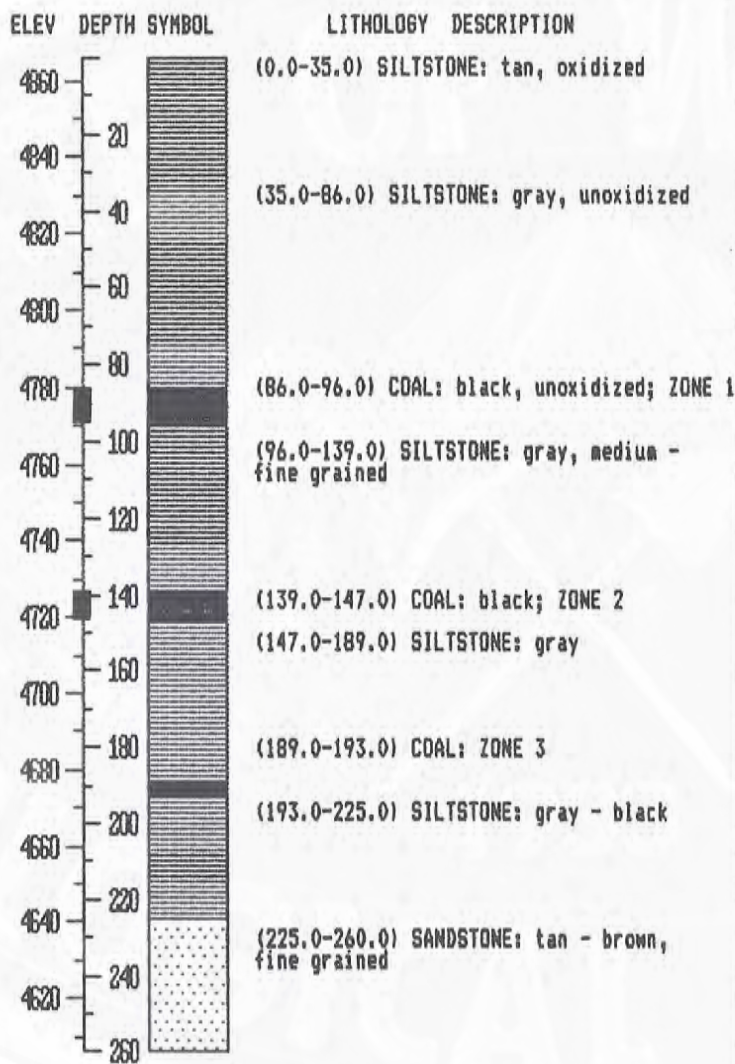 ELEV DEPTH SYMBOL LITHOLOGY DESCRIPTION
(0.0-35.0) SILTSTONE: tan, oxidized
4860
20
4840
(35.0-86.0) SILTSTONE: gray, unoxidized
40
4820
60
4800
80
4780
(86.0-96.0) COAL: black, unoxidized; ZONE 1
100
(96.0-139.0) SILTSTONE: gray, medium -
fine grained
4760
120
4740
140
(139.0-147.0) COAL: black; ZONE 2
4720
(147.0-189.0) SILTSTONE: gray
160
4700
180
(189.0-193.0) COAL: ZONE 3
4680
(193.0-225.0) SILTSTONE: gray - black
200
4660
220
4640
(225.0-260.0) SANDSTONE: tan - brown,
fine grained
240
4620
260